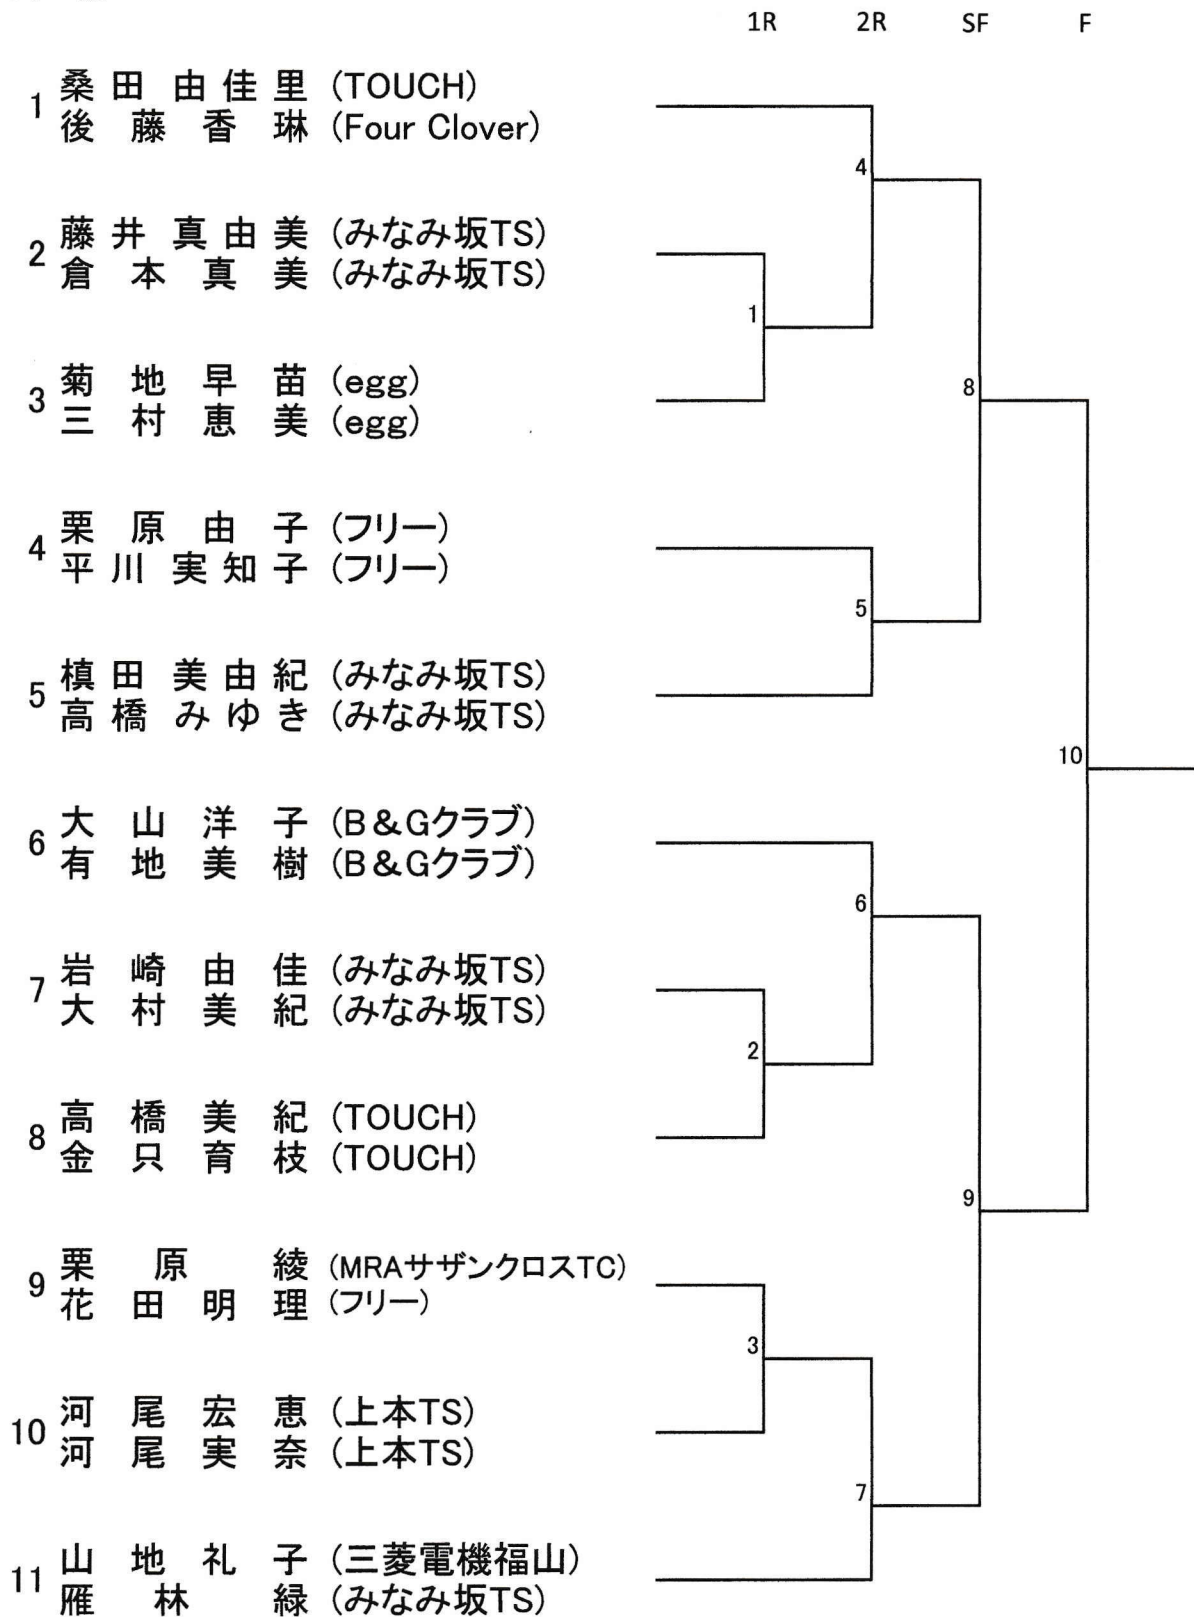 1R 2R SF F
1 桑田 由佳里 (TOUCH)
後藤香琳 (Four Clover)
4
2 藤井 真由美 (みなみ坂TS)
倉本真美 (みなみ坂TS)
1
3 菊地早苗 (egg)
三村恵美 (egg)
8
4 栗原由子 (フリー)
平川 実知子 (フリー)
5
5 槙田 美由紀 (みなみ坂TS)
高橋 みゆき (みなみ坂TS)
10
6 大山洋子 (B&Gクラブ)
有地美樹 (B&Gクラブ)
6
7 岩崎由佳 (みなみ坂TS)
大村美紀 (みなみ坂TS)
2
8 高橋美紀 (TOUCH)
金只育枝 (TOUCH)
9
9 栗原綾 (MRAサザンクロスTC)
花田明理 (フリー)
3
10 河尾宏恵 (上本TS)
河尾実奈 (上本TS)
7
11 山地礼子 (三菱電機福山)
雁林緑 (みなみ坂TS)